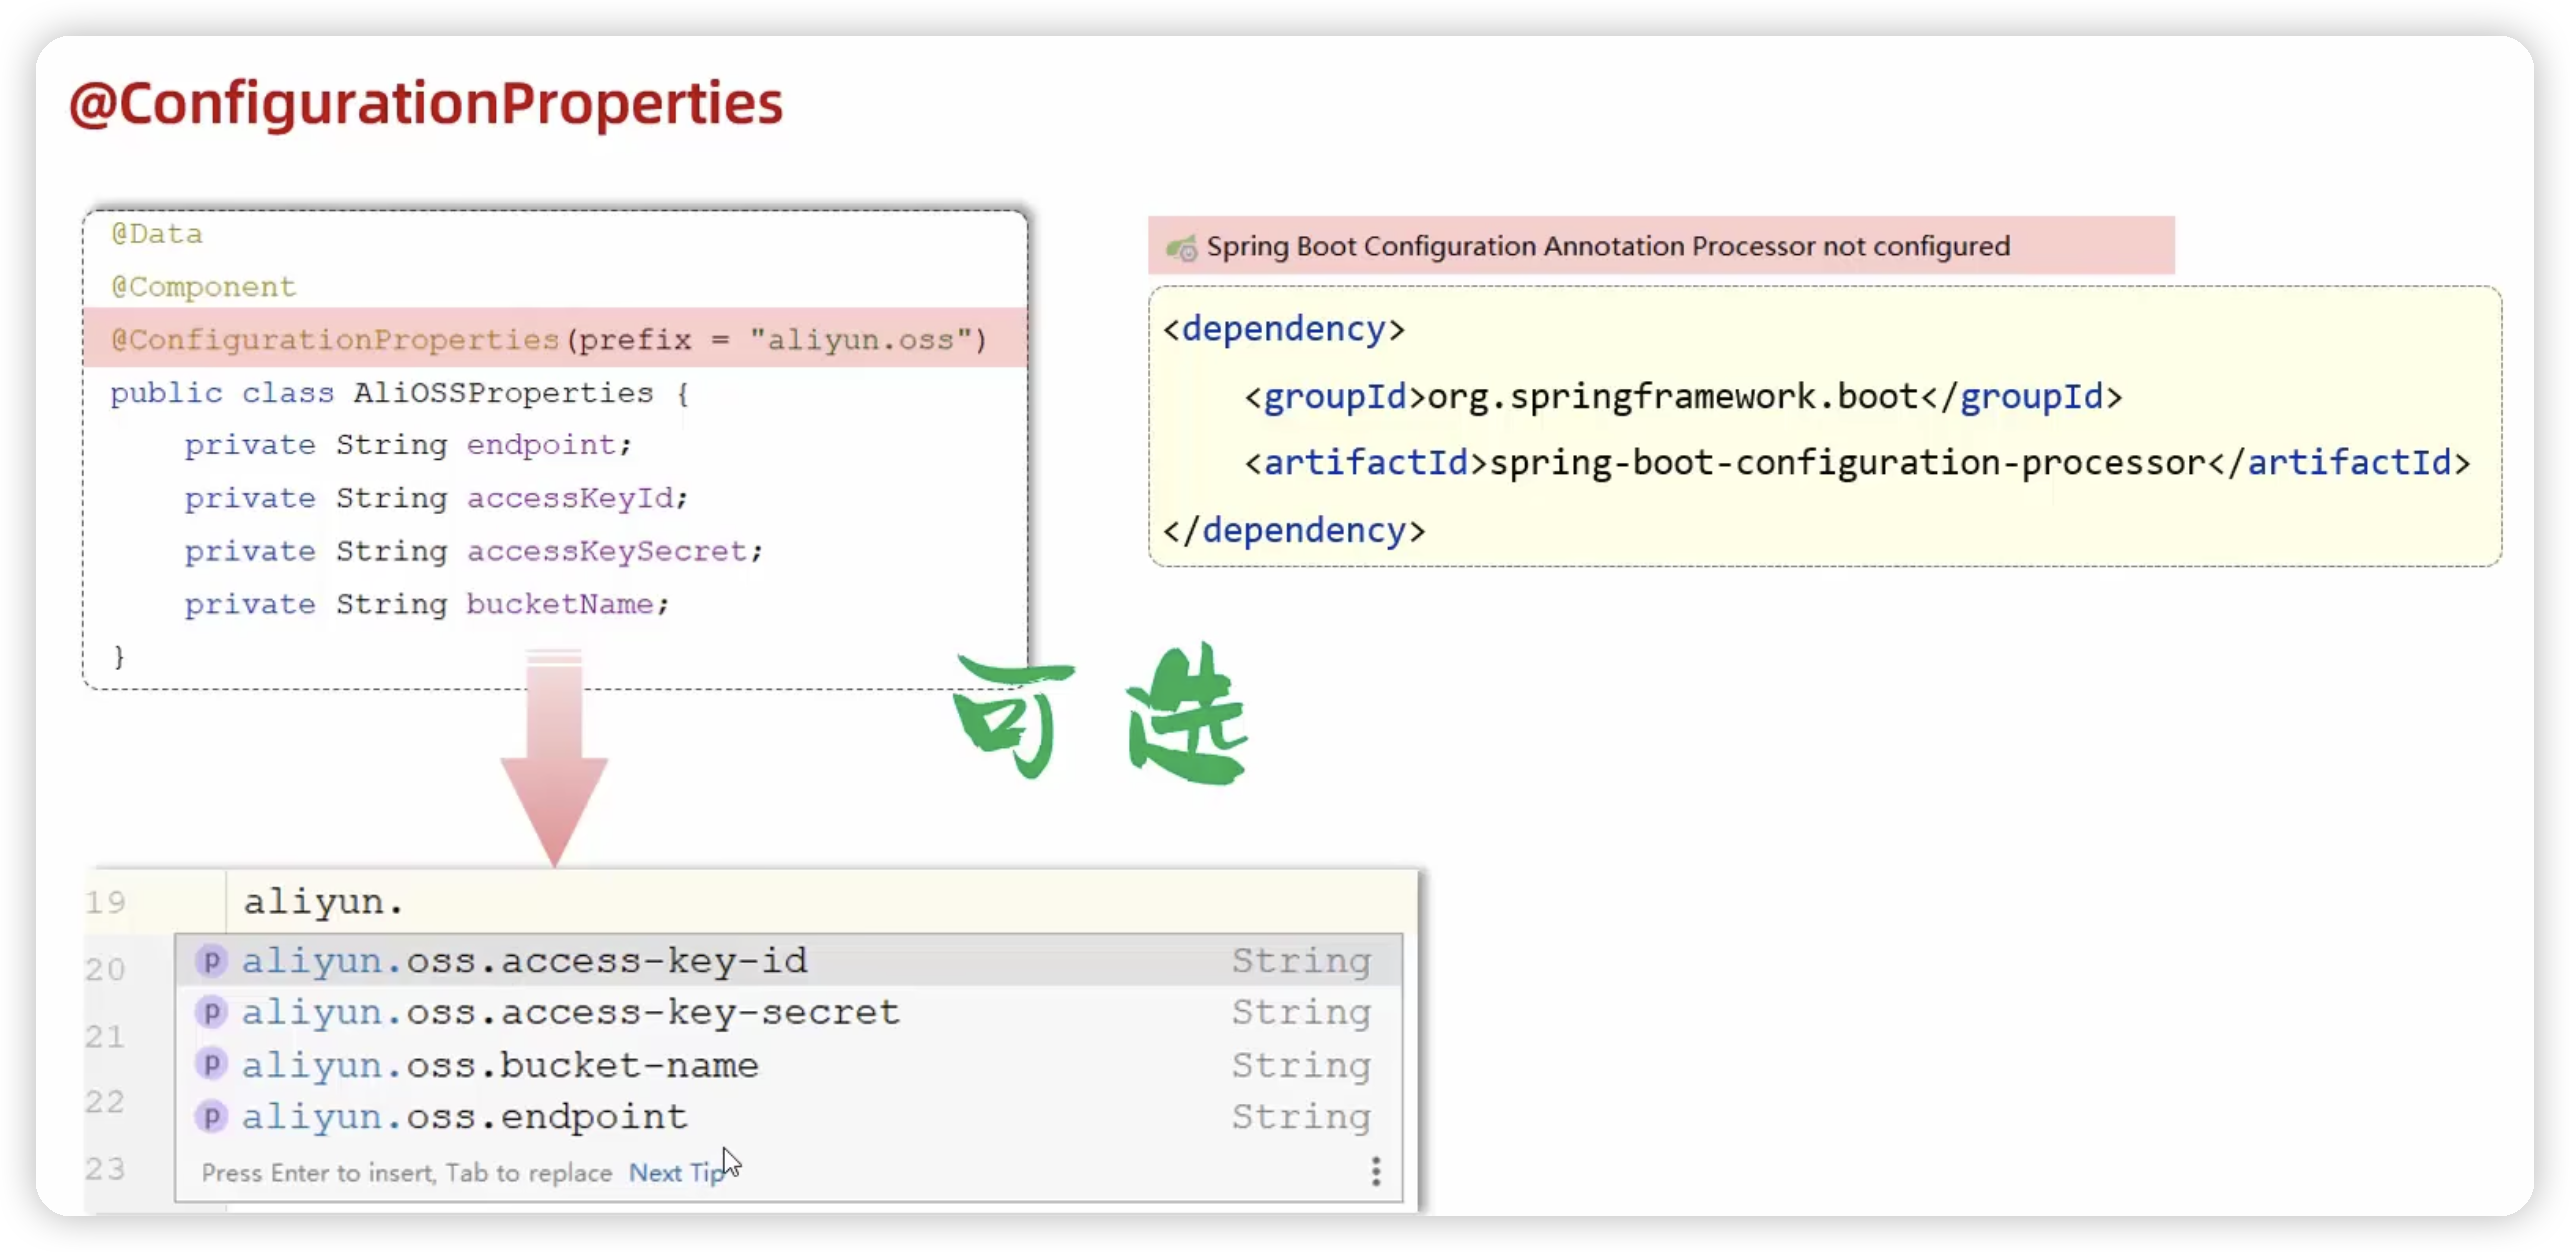 @ConfigurationProperties
@Data
@Component
@ConfigurationProperties(prefix = "aliyun.oss")
public class AliOSSProperties {
private String endpoint;
private String accessKeyId;
private String accessKeySecret;
private String bucketName;
}
Spring Boot Configuration Annotation Processor not configured
<dependency>
<groupId>org.springframework.boot</groupId>
<artifactId>spring-boot-configuration-processor</artifactId>
</dependency>
可选
19 aliyun.
20 p aliyun.oss.access-key-id String
p aliyun.oss.access-key-secret String
21 p aliyun.oss.bucket-name String
22 p aliyun.oss.endpoint String
23 Press Enter to insert, Tab to replace Next Tip